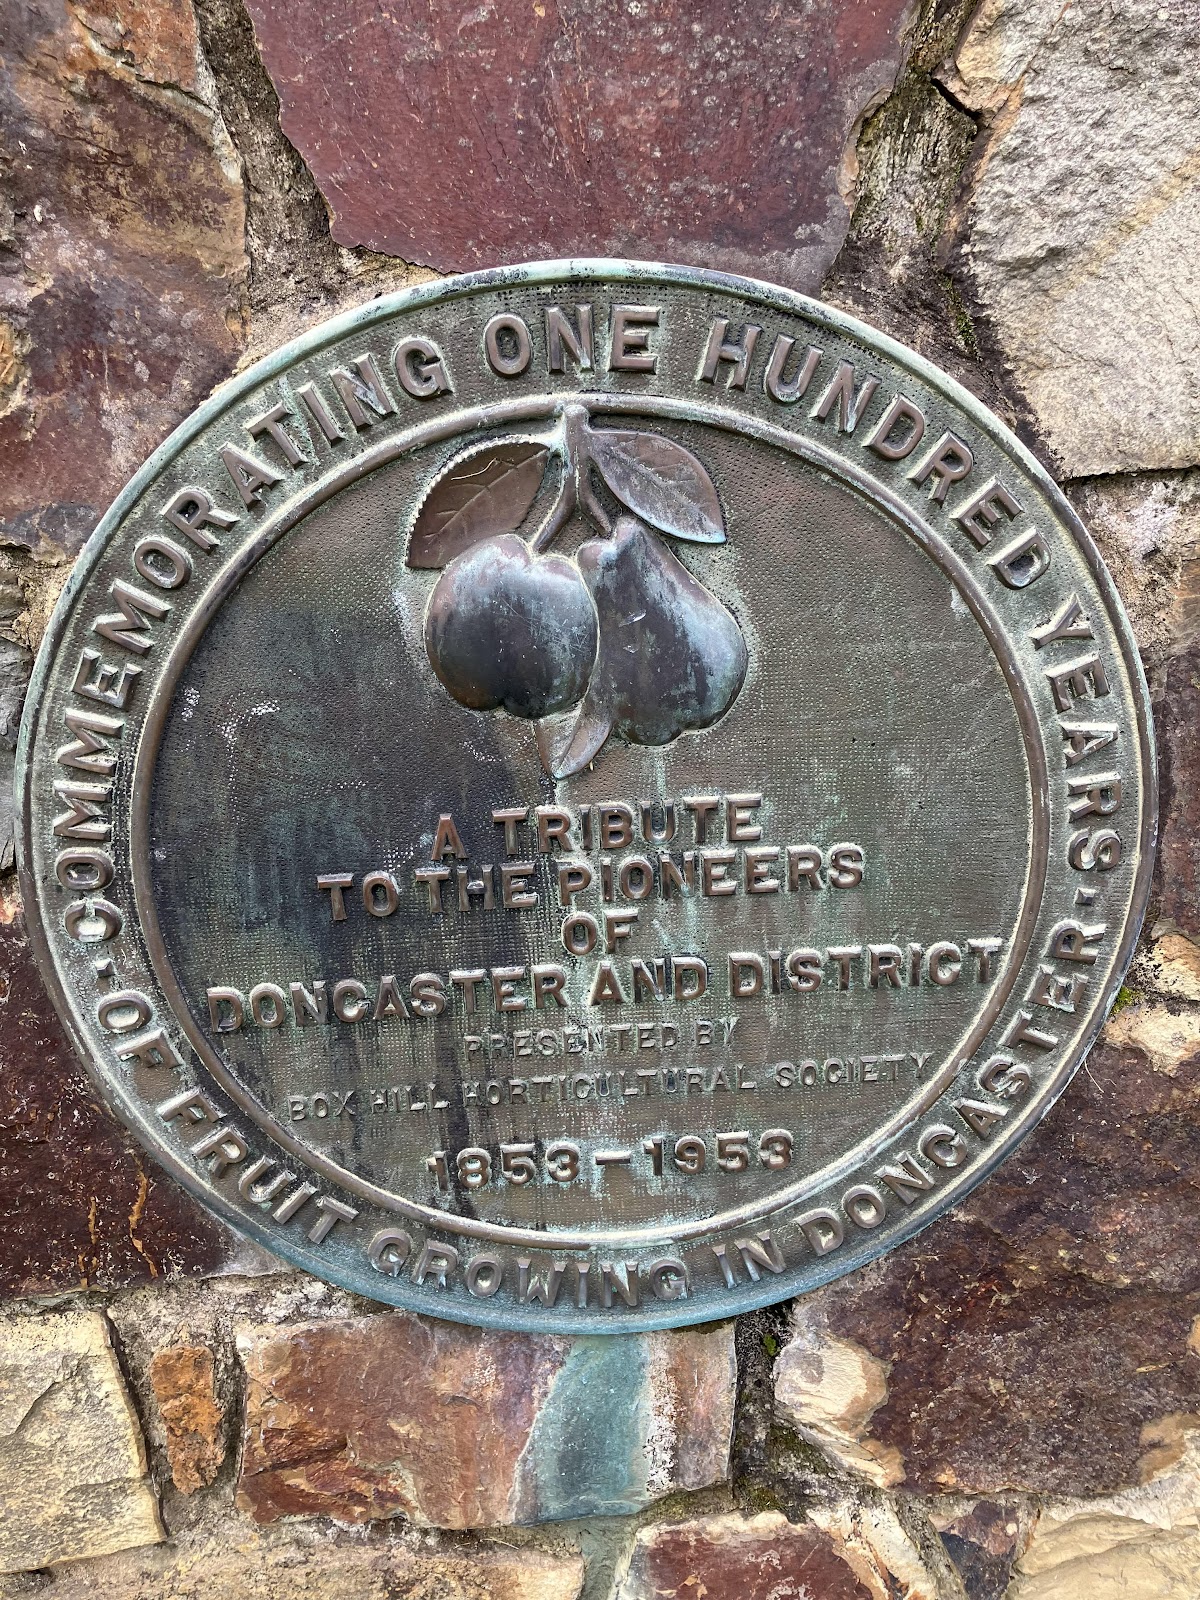 COMMEMORATING ONE HUNDRED YEARS
· OF FRUIT GROWING IN DONCASTER ·
A TRIBUTE
TO THE PIONEERS
OF
DONCASTER AND DISTRICT
PRESENTED BY
BOX HILL HORTICULTURAL SOCIETY
1853-1953